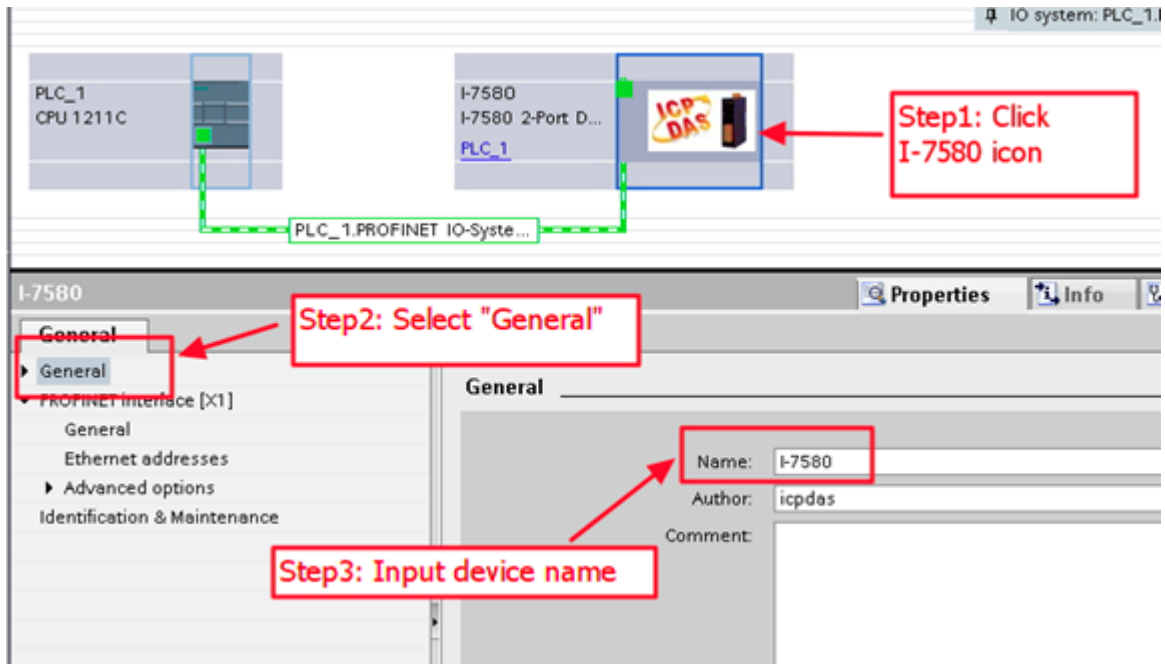 IO system: PLC_1.
PLC_1
CPU 1211C
I-7580
I-7580 2-Port D...
PLC_1
ICP
DAS
Step1: Click
I-7580 icon
PLC_1.PROFINET IO-Syste...
I-7580
Properties
Info
General
Step2: Select "General"
General
PROFINET interface [X1]
General
Ethernet addresses
Advanced options
Identification & Maintenance
General
Name:
I-7580
Author:
icpdas
Comment:
Step3: Input device name